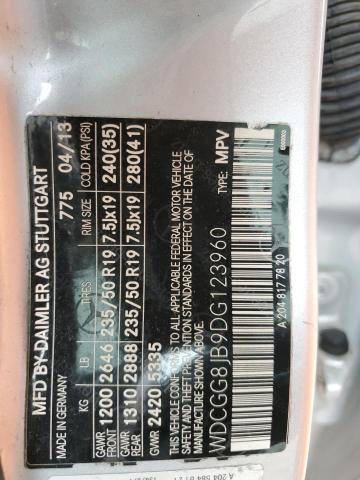 MFD BY DAIMLER AG STUTTGART
MADE IN GERMANY 775 04/13
KG LB TIRES RIM SIZE COLD KPA(PSI)
GAWR FRONT 1200 2646 235/50 R19 7.5Jx19 240(35)
GAWR REAR 1310 2888 235/50 R19 7.5Jx19 280(41)
GVWR 2420 5335
THIS VEHICLE CONFORMS TO ALL APPLICABLE FEDERAL MOTOR VEHICLE
SAFETY AND THEFT PREVENTION STANDARDS IN EFFECT ON THE DATE OF
MANUFACTURE SHOWN ABOVE.
WDCGG8JB9DG123960 TYPE: MPV
A 204 817 78 20